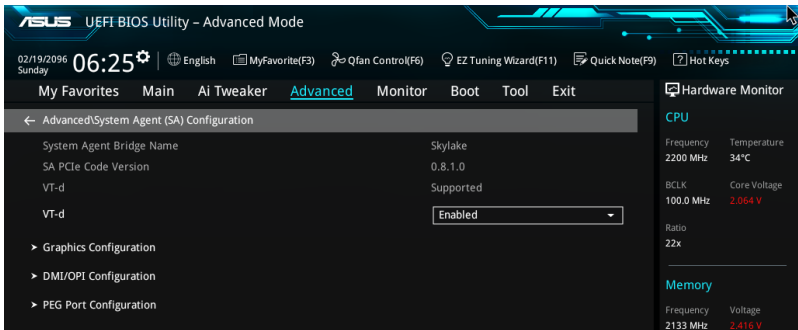 ASUS UEFI BIOS Utility – Advanced Mode
02/19/2096 Sunday 06:25 English MyFavorite(F3) Qfan Control(F6) EZ Tuning Wizard(F11) Quick Note(F9) ? Hot Keys
My Favorites Main Ai Tweaker Advanced Monitor Boot Tool Exit
Hardware Monitor
← Advanced\System Agent (SA) Configuration
System Agent Bridge Name Skylake
SA PCIe Code Version 0.8.1.0
VT-d Supported
VT-d Enabled
> Graphics Configuration
> DMI/OPI Configuration
> PEG Port Configuration
CPU
Frequency Temperature
2200 MHz 34°C
BCLK Core Voltage
100.0 MHz 2.064 V
Ratio
22x
Memory
Frequency Voltage
2133 MHz 2.416 V